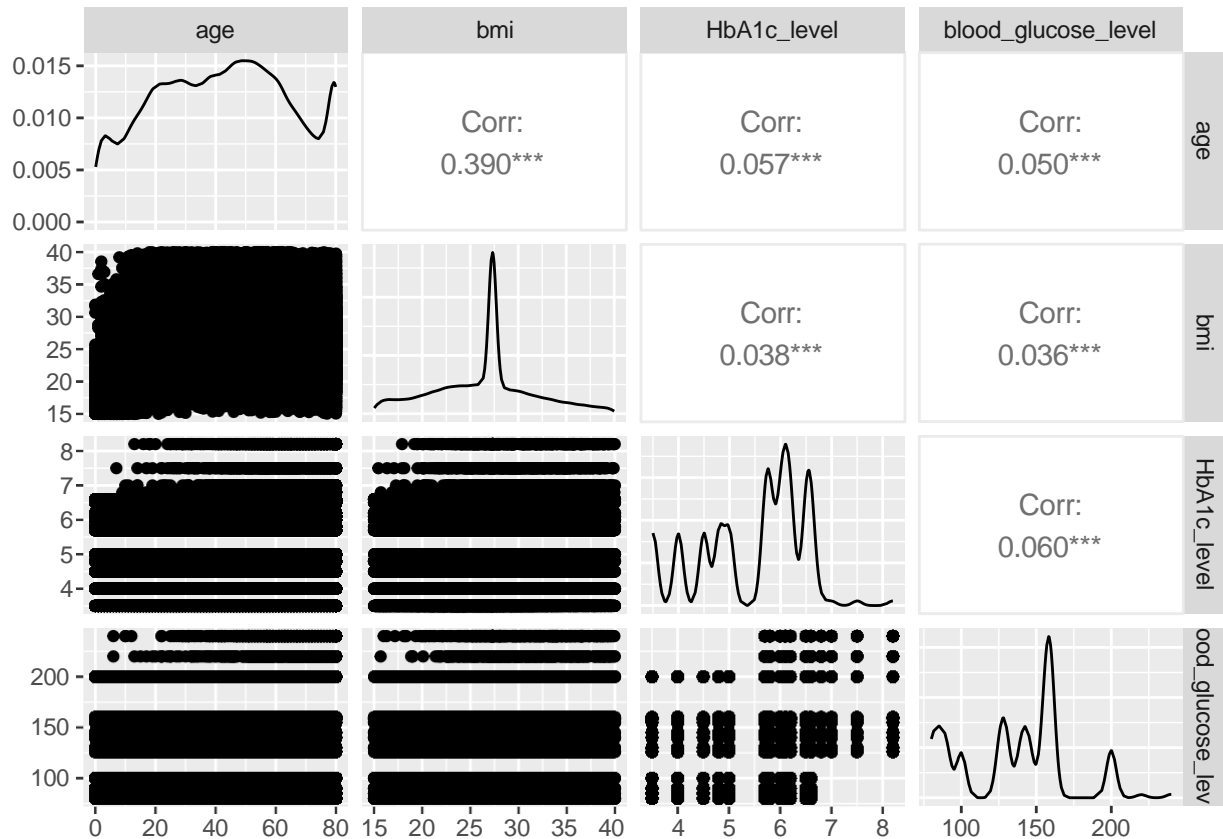 age bmi HbA1c_level blood_glucose_level
0.015
0.010
0.005
0.000
Corr:
0.390***
Corr:
0.057***
Corr:
0.050***
age
40
35
30
25
20
15
Corr:
0.038***
Corr:
0.036***
bmi
8
7
6
5
4
Corr:
0.060***
HbA1c_level
200
150
100
ood_glucose_lev
0 20 40 60 80
15 20 25 30 35 40
4 5 6 7 8
100 150 200